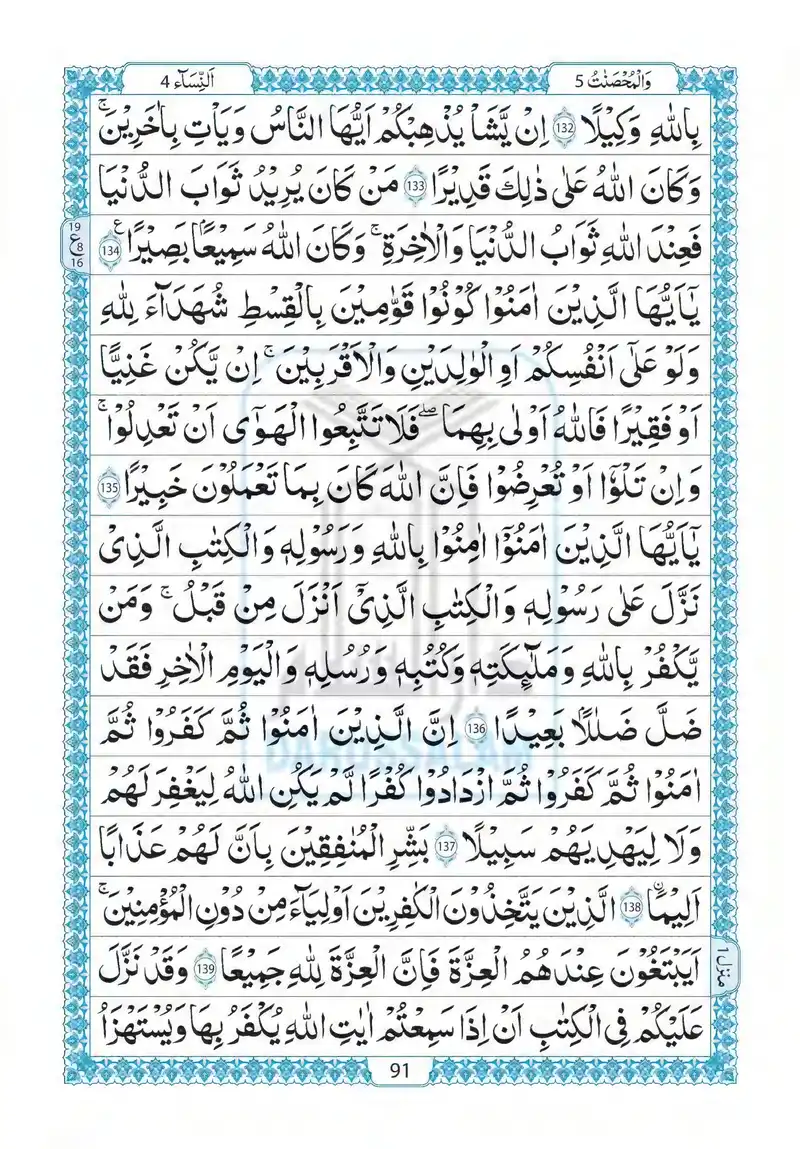 وَالْمُحْصَنٰتُ 5
اَلنِّسَآء 4
بِاللّٰهِ وَكِيْلًا 132 اِنْ يَّشَاْ يُذْهِبْكُمْ اَيُّهَا النَّاسُ وَيَاْتِ بِاٰخَرِيْنَ ۚ
وَكَانَ اللّٰهُ عَلٰى ذٰلِكَ قَدِيْرًا 133 مَنْ كَانَ يُرِيْدُ ثَوَابَ الدُّنْيَا
فَعِنْدَ اللّٰهِ ثَوَابُ الدُّنْيَا وَالْاٰخِرَةِ ۚ وَكَانَ اللّٰهُ سَمِيْعًۢا بَصِيْرًا ع 134
19
ع 8
16
يٰٓاَيُّهَا الَّذِيْنَ اٰمَنُوْا كُوْنُوْا قَوّٰمِيْنَ بِالْقِسْطِ شُهَدَآءَ لِلّٰهِ
وَلَوْ عَلٰٓى اَنْفُسِكُمْ اَوِ الْوٰلِدَيْنِ وَالْاَقْرَبِيْنَ ۚ اِنْ يَّكُنْ غَنِيًّا
اَوْ فَقِيْرًا فَاللّٰهُ اَوْلٰى بِهِمَا ۖ فَلَا تَتَّبِعُوا الْهَوٰٓى اَنْ تَعْدِلُوْا ۚ
وَاِنْ تَلْوٗٓا اَوْ تُعْرِضُوْا فَاِنَّ اللّٰهَ كَانَ بِمَا تَعْمَلُوْنَ خَبِيْرًا 135
يٰٓاَيُّهَا الَّذِيْنَ اٰمَنُوْٓا اٰمِنُوْا بِاللّٰهِ وَرَسُوْلِهٖ وَالْكِتٰبِ الَّذِيْ
نَزَّلَ عَلٰى رَسُوْلِهٖ وَالْكِتٰبِ الَّذِيْٓ اَنْزَلَ مِنْ قَبْلُ ۚ وَمَنْ
يَّكْفُرْ بِاللّٰهِ وَمَلٰٓئِكَتِهٖ وَكُتُبِهٖ وَرُسُلِهٖ وَالْيَوْمِ الْاٰخِرِ فَقَدْ
ضَلَّ ضَلٰلًۢا بَعِيْدًا 136 اِنَّ الَّذِيْنَ اٰمَنُوْا ثُمَّ كَفَرُوْا ثُمَّ
اٰمَنُوْا ثُمَّ كَفَرُوْا ثُمَّ ازْدَادُوْا كُفْرًا لَّمْ يَكُنِ اللّٰهُ لِيَغْفِرَ لَهُمْ
وَلَا لِيَهْدِيَهُمْ سَبِيْلًا 137 بَشِّرِ الْمُنٰفِقِيْنَ بِاَنَّ لَهُمْ عَذَابًا
اَلِيْمًا 138 الَّذِيْنَ يَتَّخِذُوْنَ الْكٰفِرِيْنَ اَوْلِيَآءَ مِنْ دُوْنِ الْمُؤْمِنِيْنَ ۚ
اَيَبْتَغُوْنَ عِنْدَهُمُ الْعِزَّةَ فَاِنَّ الْعِزَّةَ لِلّٰهِ جَمِيْعًا 139 وَقَدْ نَزَّلَ
منزل 1
عَلَيْكُمْ فِى الْكِتٰبِ اَنْ اِذَا سَمِعْتُمْ اٰيٰتِ اللّٰهِ يُكْفَرُ بِهَا وَيُسْتَهْزَاُ
91
DARUSSALAM